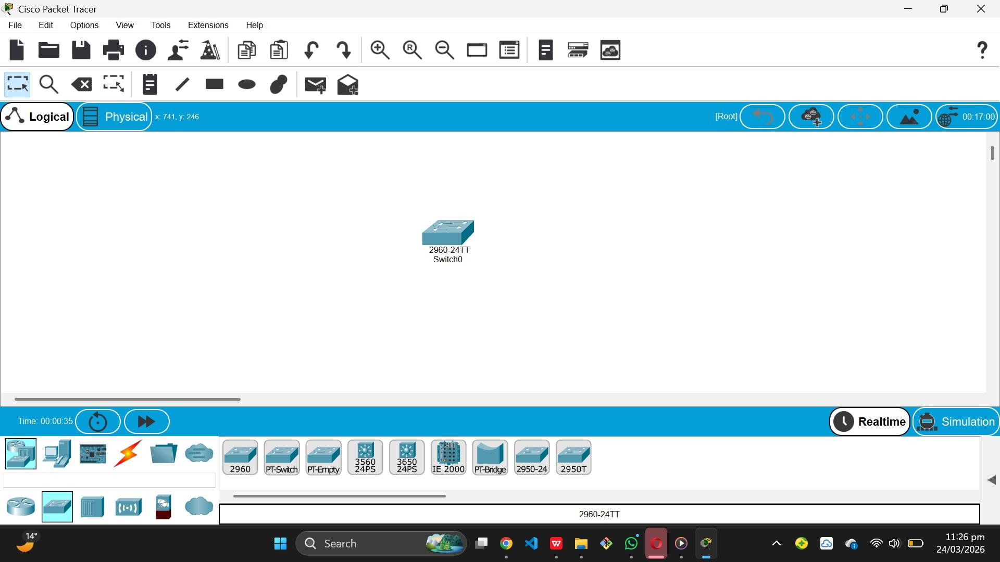 Cisco Packet Tracer
File Edit Options View Tools Extensions Help
Logical Physical x: 741, y: 246 [Root] 00:17:00
2960-24TT
Switch0
Time: 00:00:35 Realtime Simulation
2960 PT-Switch PT-Empty 3560 24PS 3650 24PS IE 2000 PT-Bridge 2950-24 2950T
2960-24TT
14°
Search
11:26 pm
24/03/2026